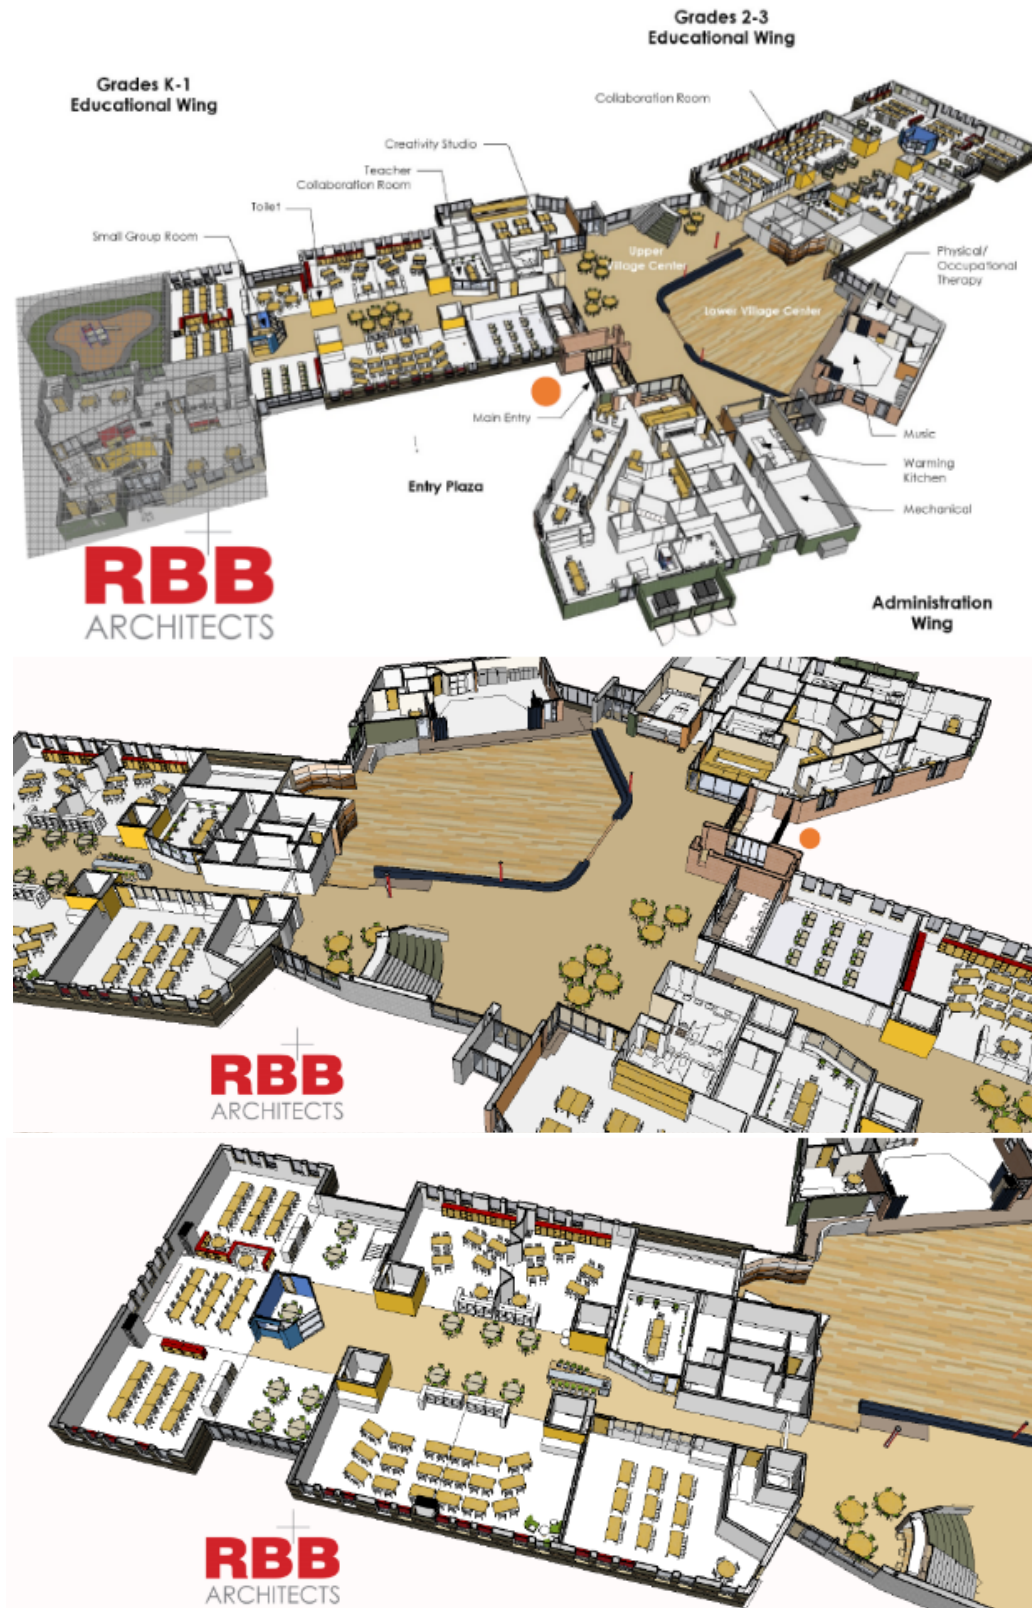 Grades 2-3
Educational Wing
Grades K-1
Educational Wing
Collaboration Room
Creativity Studio
Teacher
Collaboration Room
Toilet
Small Group Room
Upper
Village Center
Physical/
Occupational
Therapy
Lower Village Center
Main Entry
Music
Warming
Kitchen
Entry Plaza
Mechanical
RBB
ARCHITECTS
Administration
Wing
RBB
ARCHITECTS
RBB
ARCHITECTS